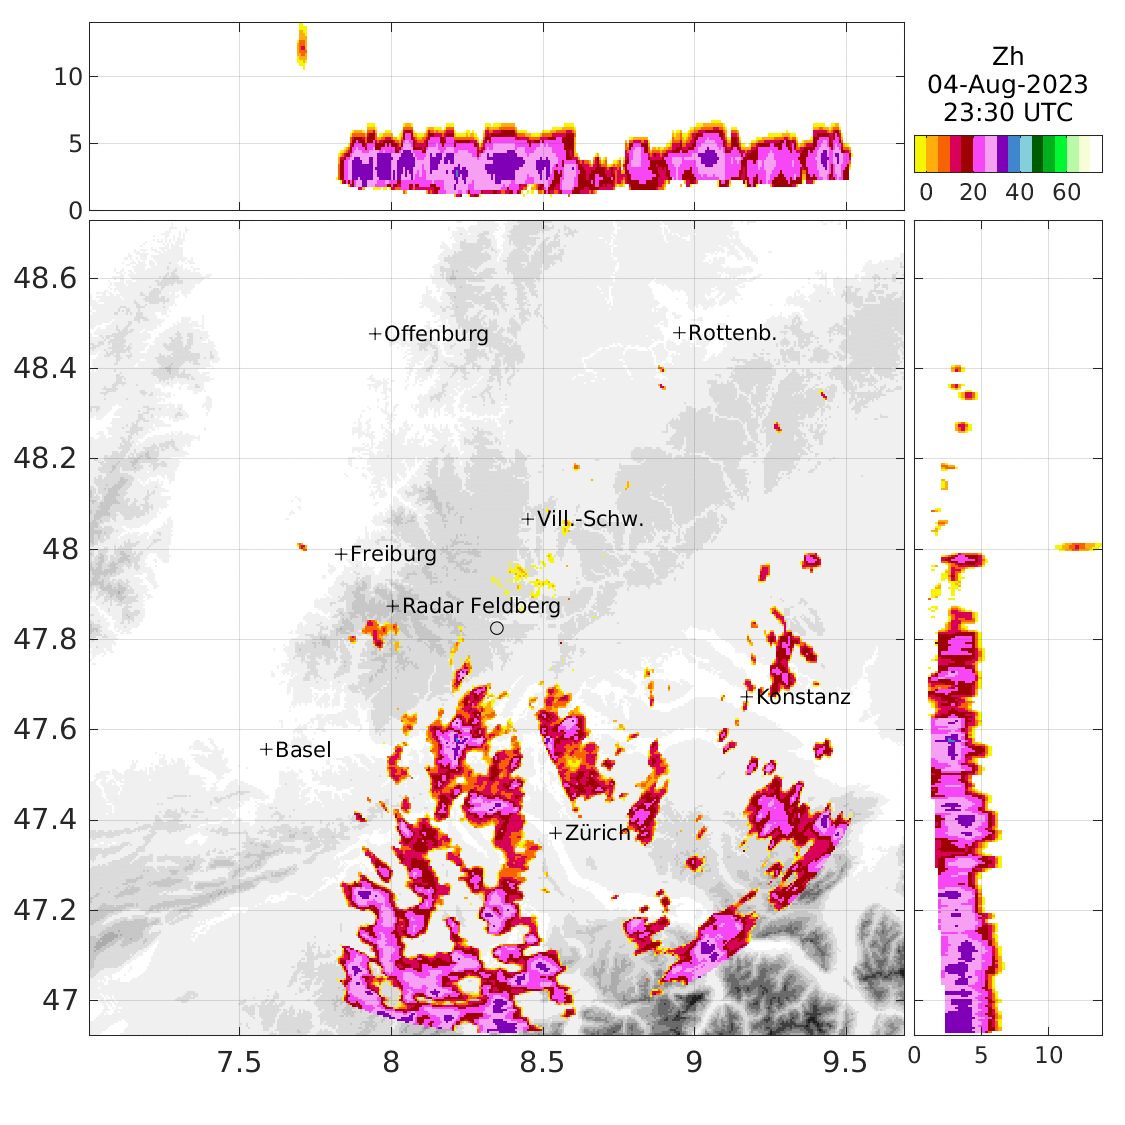 Zh
04-Aug-2023
23:30 UTC
0 20 40 60
10
5
0
48.6
48.4
48.2
48
47.8
47.6
47.4
47.2
47
+Offenburg
+Rottenb.
+Vill.-Schw.
+Freiburg
+Radar Feldberg
+Konstanz
+Basel
+Zürich
7.5 8 8.5 9 9.5
0 5 10